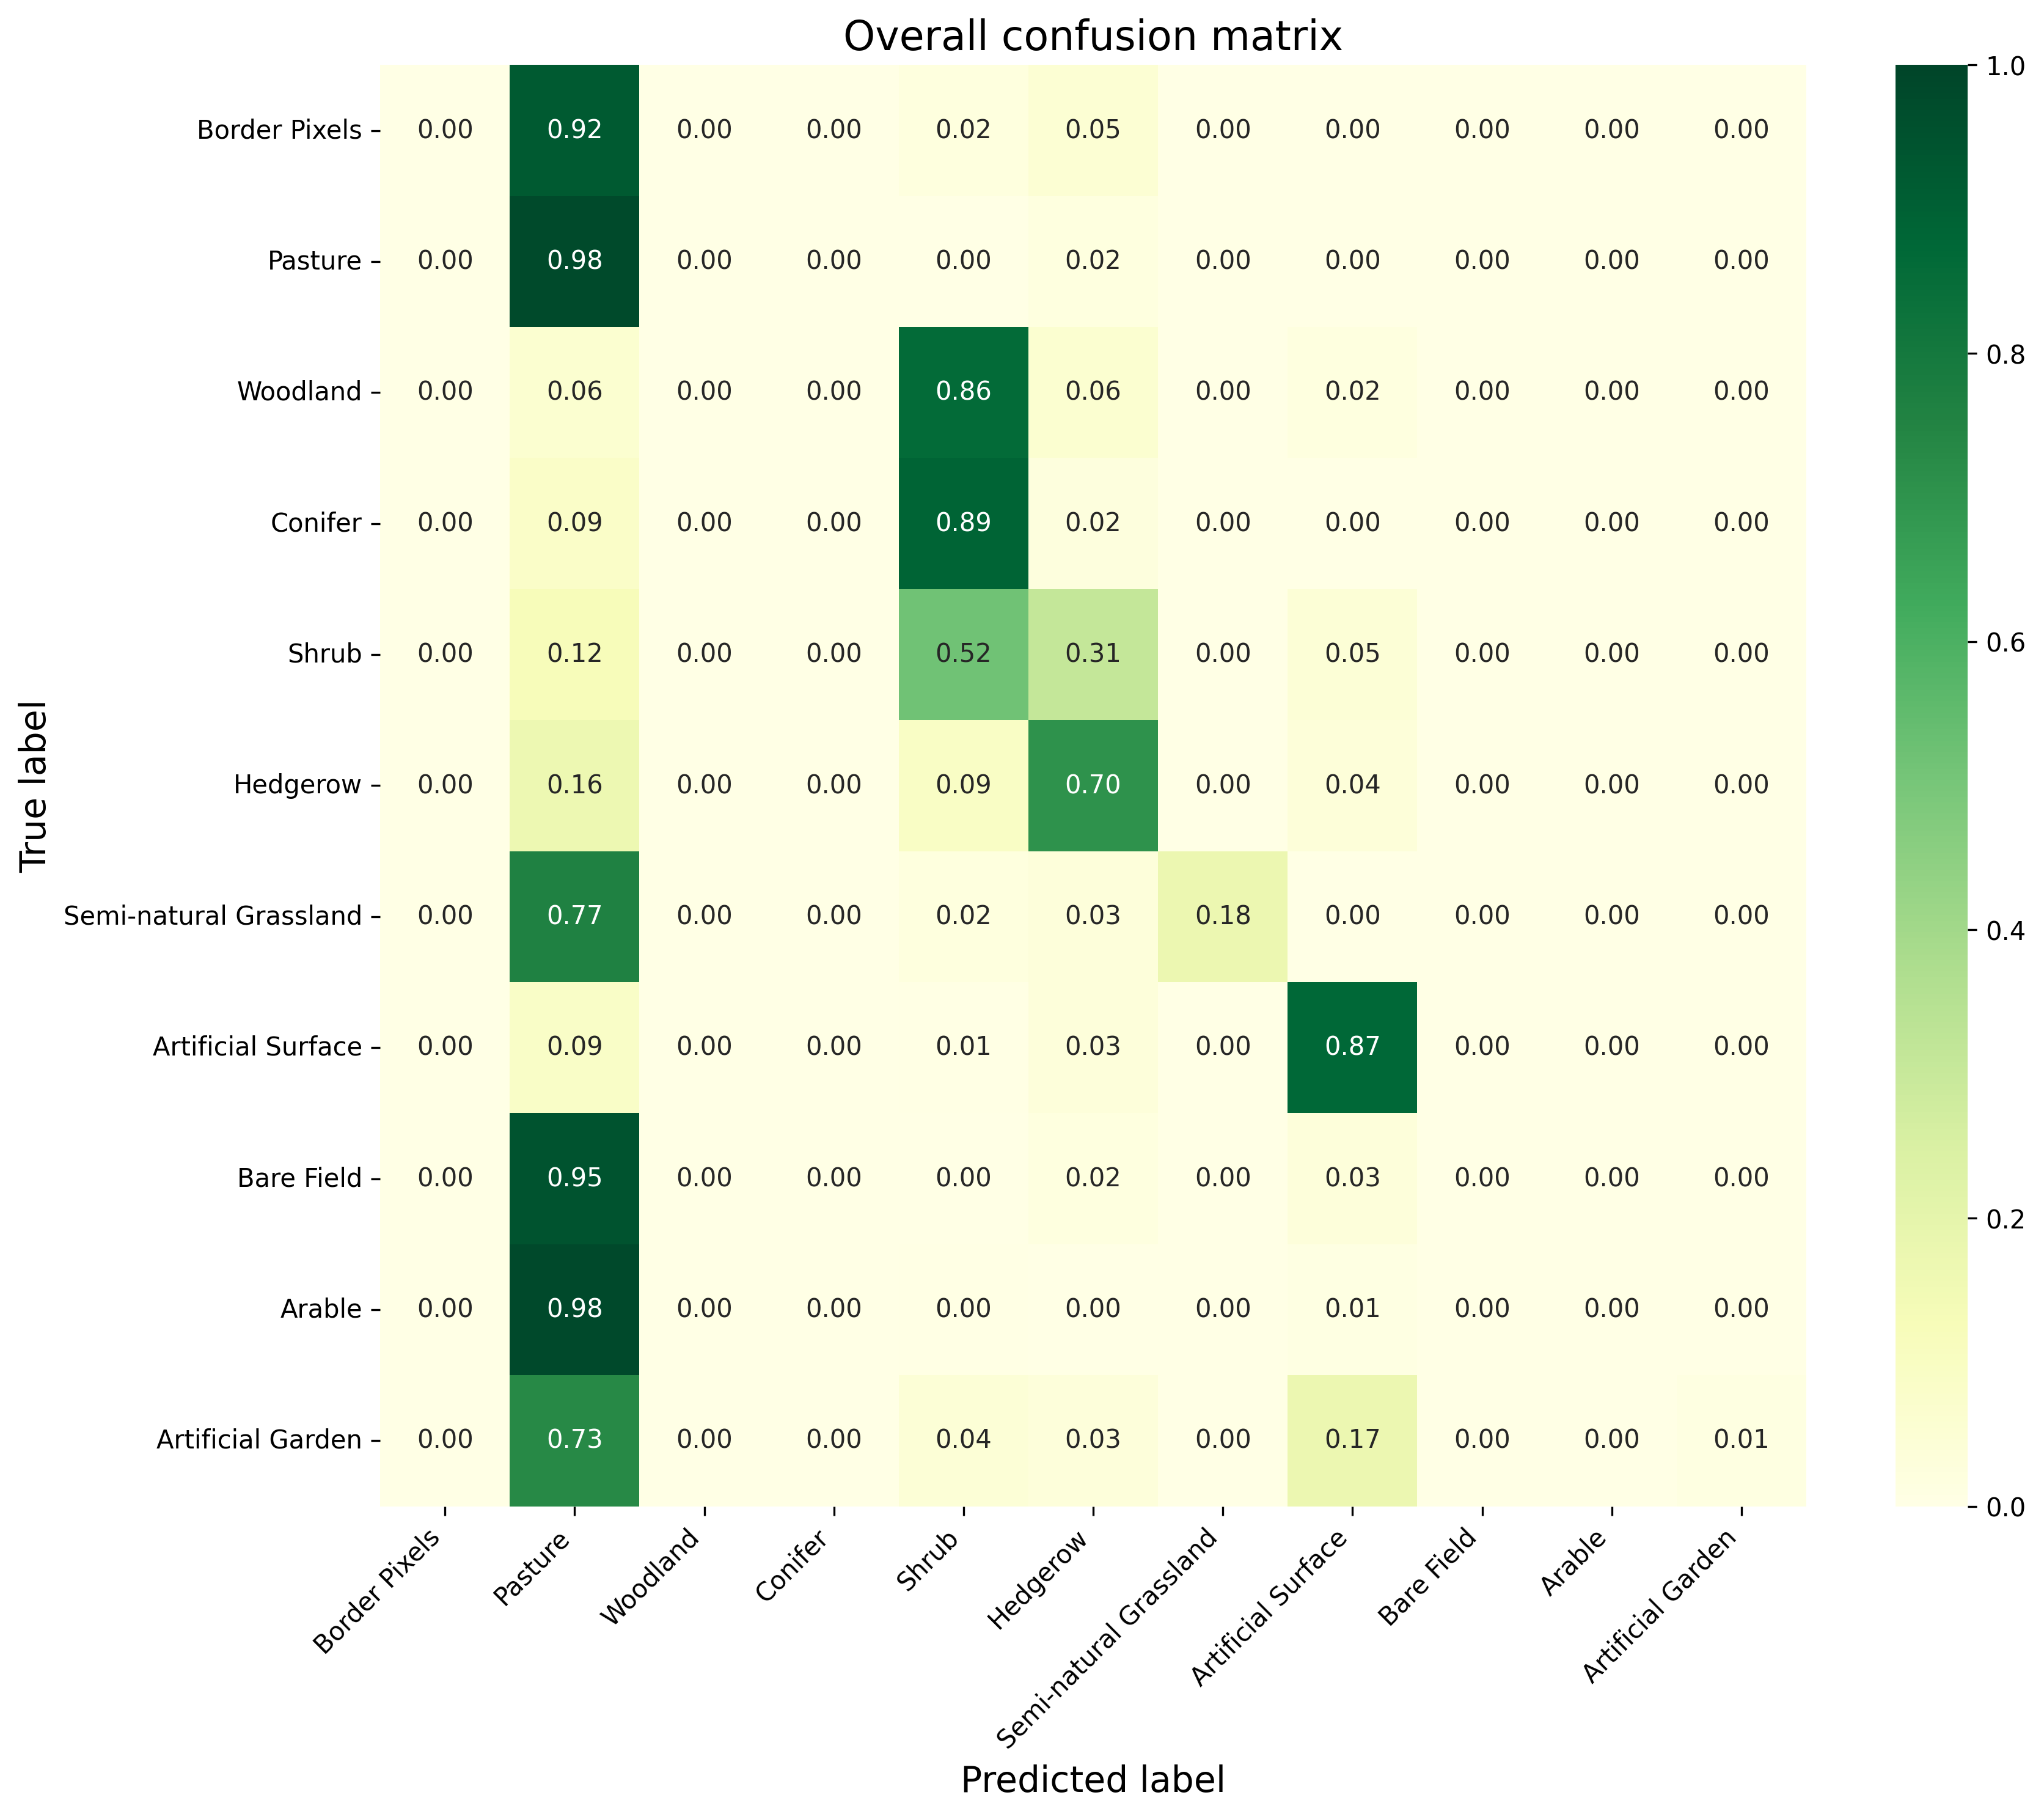 Overall confusion matrix
Border Pixels 0.00 0.92 0.00 0.00 0.02 0.05 0.00 0.00 0.00 0.00 0.00
Pasture 0.00 0.98 0.00 0.00 0.00 0.02 0.00 0.00 0.00 0.00 0.00
Woodland 0.00 0.06 0.00 0.00 0.86 0.06 0.00 0.02 0.00 0.00 0.00
Conifer 0.00 0.09 0.00 0.00 0.89 0.02 0.00 0.00 0.00 0.00 0.00
Shrub 0.00 0.12 0.00 0.00 0.52 0.31 0.00 0.05 0.00 0.00 0.00
Hedgerow 0.00 0.16 0.00 0.00 0.09 0.70 0.00 0.04 0.00 0.00 0.00
Semi-natural Grassland 0.00 0.77 0.00 0.00 0.02 0.03 0.18 0.00 0.00 0.00 0.00
Artificial Surface 0.00 0.09 0.00 0.00 0.01 0.03 0.00 0.87 0.00 0.00 0.00
Bare Field 0.00 0.95 0.00 0.00 0.00 0.02 0.00 0.03 0.00 0.00 0.00
Arable 0.00 0.98 0.00 0.00 0.00 0.00 0.00 0.01 0.00 0.00 0.00
Artificial Garden 0.00 0.73 0.00 0.00 0.04 0.03 0.00 0.17 0.00 0.00 0.01
True label
Border Pixels
Pasture
Woodland
Conifer
Shrub
Hedgerow
Semi-natural Grassland
Artificial Surface
Bare Field
Arable
Artificial Garden
Predicted label
1.0
0.8
0.6
0.4
0.2
0.0